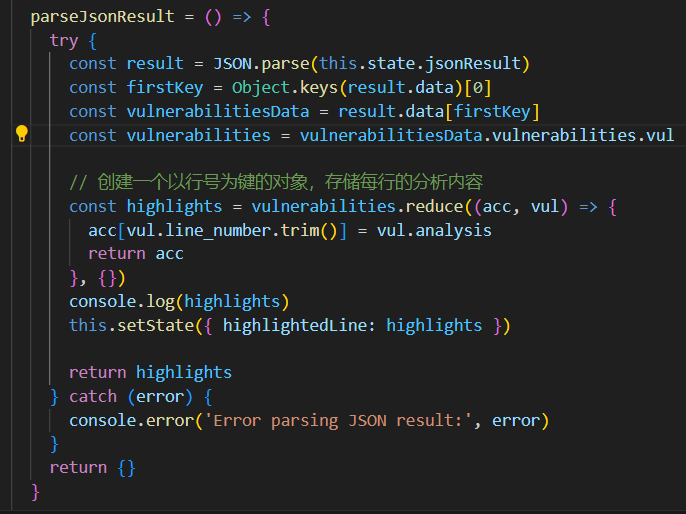 parseJsonResult = () => {
try {
const result = JSON.parse(this.state.jsonResult)
const firstKey = Object.keys(result.data)[0]
const vulnerabilitiesData = result.data[firstKey]
const vulnerabilities = vulnerabilitiesData.vulnerabilities.vul
// 创建一个以行号为键的对象，存储每行的分析内容
const highlights = vulnerabilities.reduce((acc, vul) => {
acc[vul.line_number.trim()] = vul.analysis
return acc
}, {})
console.log(highlights)
this.setState({ highlightedLine: highlights })
return highlights
} catch (error) {
console.error('Error parsing JSON result:', error)
}
return {}
}